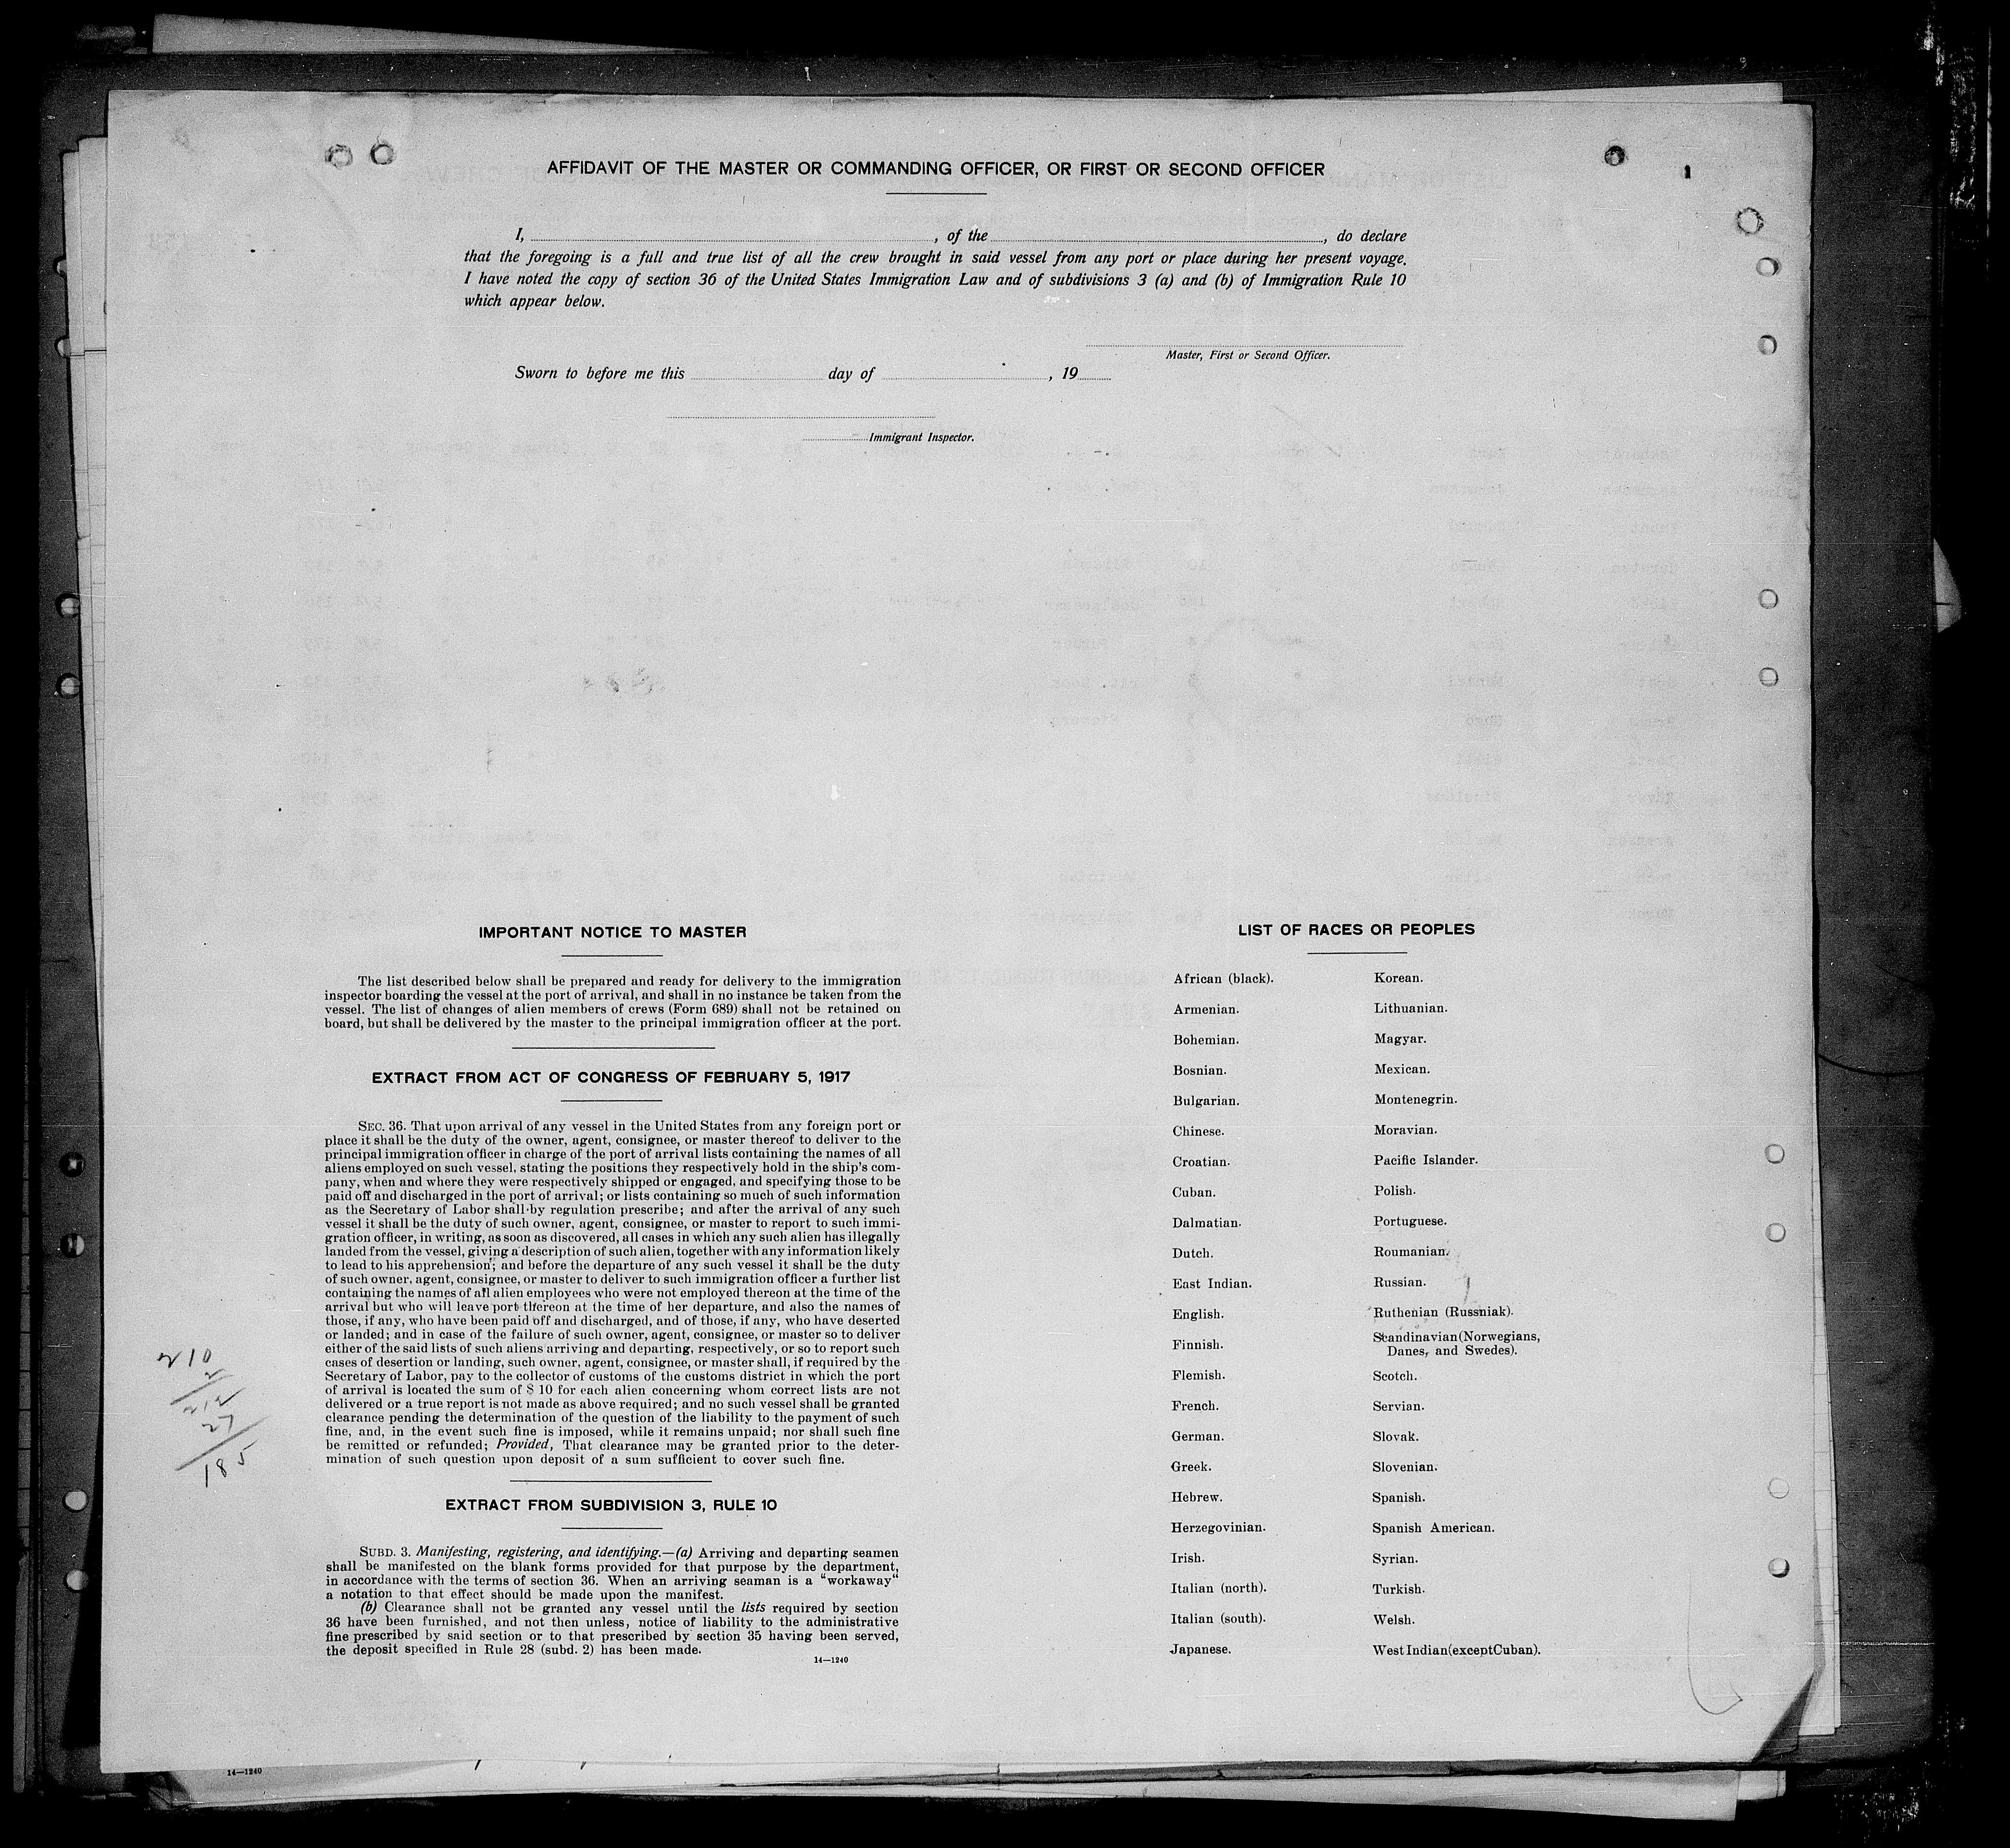 AFFIDAVIT OF THE MASTER OR COMMANDING OFFICER, OR FIRST OR SECOND OFFICER
I, , of the , do declare
that the foregoing is a full and true list of all the crew brought in said vessel from any port or place during her present voyage.
I have noted the copy of section 36 of the United States Immigration Law and of subdivisions 3 (a) and (b) of Immigration Rule 10
which appear below.
Master, First or Second Officer.
Sworn to before me this day of , 19
Immigrant Inspector.
IMPORTANT NOTICE TO MASTER
The list described below shall be prepared and ready for delivery to the immigration
inspector boarding the vessel at the port of arrival, and shall in no instance be taken from the
vessel. The list of changes of alien members of crews (Form 689) shall not be retained on
board, but shall be delivered by the master to the principal immigration officer at the port.
EXTRACT FROM ACT OF CONGRESS OF FEBRUARY 5, 1917
SEC. 36. That upon arrival of any vessel in the United States from any foreign port or
place it shall be the duty of the owner, agent, consignee, or master thereof to deliver to the
principal immigration officer in charge of the port of arrival lists containing the names of all
aliens employed on such vessel, stating the positions they respectively hold in the ship's com-
pany, when and where they were respectively shipped or engaged, and specifying those to be
paid off and discharged in the port of arrival; or lists containing so much of such information
as the Secretary of Labor shall by regulation prescribe; and after the arrival of any such
vessel it shall be the duty of such owner, agent, consignee, or master to report to such immi-
gration officer, in writing, as soon as discovered, all cases in which any such alien has illegally
landed from the vessel, giving a description of such alien, together with any information likely
to lead to his apprehension; and before the departure of any such vessel it shall be the duty
of such owner, agent, consignee, or master to deliver to such immigration officer a further list
containing the names of all alien employees who were not employed thereon at the time of the
arrival but who will leave port thereon at the time of her departure, and also the names of
those, if any, who have been paid off and discharged, and of those, if any, who have deserted
or landed; and in case of the failure of such owner, agent, consignee, or master so to deliver
either of the said lists of such aliens arriving and departing, respectively, or so to report such
cases of desertion or landing, such owner, agent, consignee, or master shall, if required by the
Secretary of Labor, pay to the collector of customs of the customs district in which the port
of arrival is located the sum of $ 10 for each alien concerning whom correct lists are not
delivered or a true report is not made as above required; and no such vessel shall be granted
clearance pending the determination of the question of the liability to the payment of such
fine, and, in the event such fine is imposed, while it remains unpaid; nor shall such fine
be remitted or refunded; Provided, That clearance may be granted prior to the deter-
mination of such question upon deposit of a sum sufficient to cover such fine.
EXTRACT FROM SUBDIVISION 3, RULE 10
SUBD. 3. Manifesting, registering, and identifying.—(a) Arriving and departing seamen
shall be manifested on the blank forms provided for that purpose by the department,
in accordance with the terms of section 36. When an arriving seaman is a "workaway"
a notation to that effect should be made upon the manifest.
(b) Clearance shall not be granted any vessel until the lists required by section
36 have been furnished, and not then unless, notice of liability to the administrative
fine prescribed by said section or to that prescribed by section 35 having been served,
the deposit specified in Rule 28 (subd. 2) has been made.
14—1240
210
2
212
27
185
LIST OF RACES OR PEOPLES
African (black).
Armenian.
Bohemian.
Bosnian.
Bulgarian.
Chinese.
Croatian.
Cuban.
Dalmatian.
Dutch.
East Indian.
English.
Finnish.
Flemish.
French.
German.
Greek.
Hebrew.
Herzegovinian.
Irish.
Italian (north).
Italian (south).
Japanese.
Korean.
Lithuanian.
Magyar.
Mexican.
Montenegrin.
Moravian.
Pacific Islander.
Polish.
Portuguese.
Roumanian.
Russian.
Ruthenian (Russniak).
Scandinavian (Norwegians,
Danes, and Swedes).
Scotch.
Servian.
Slovak.
Slovenian.
Spanish.
Spanish American.
Syrian.
Turkish.
Welsh.
West Indian (except Cuban).
14—1240